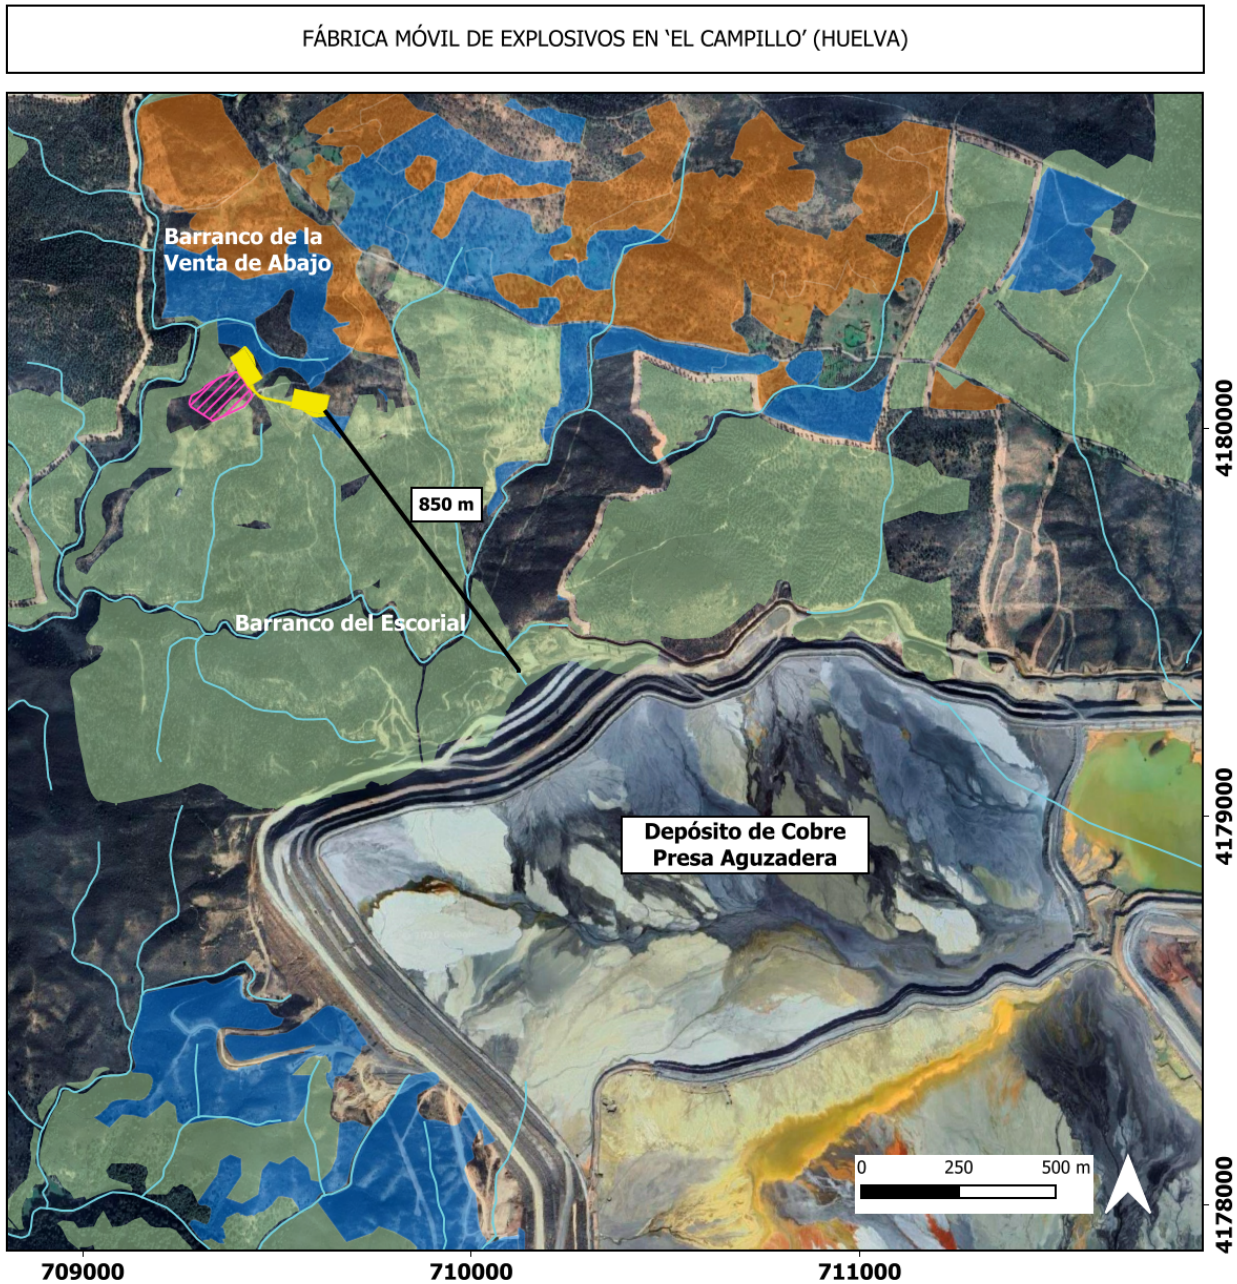 FÁBRICA MÓVIL DE EXPLOSIVOS EN ‘EL CAMPILLO’ (HUELVA)
Barranco de la
Venta de Abajo
850 m
Barranco del Escorial
Depósito de Cobre
Presa Aguzadera
0 250 500 m
4180000
4179000
4178000
709000 710000 711000